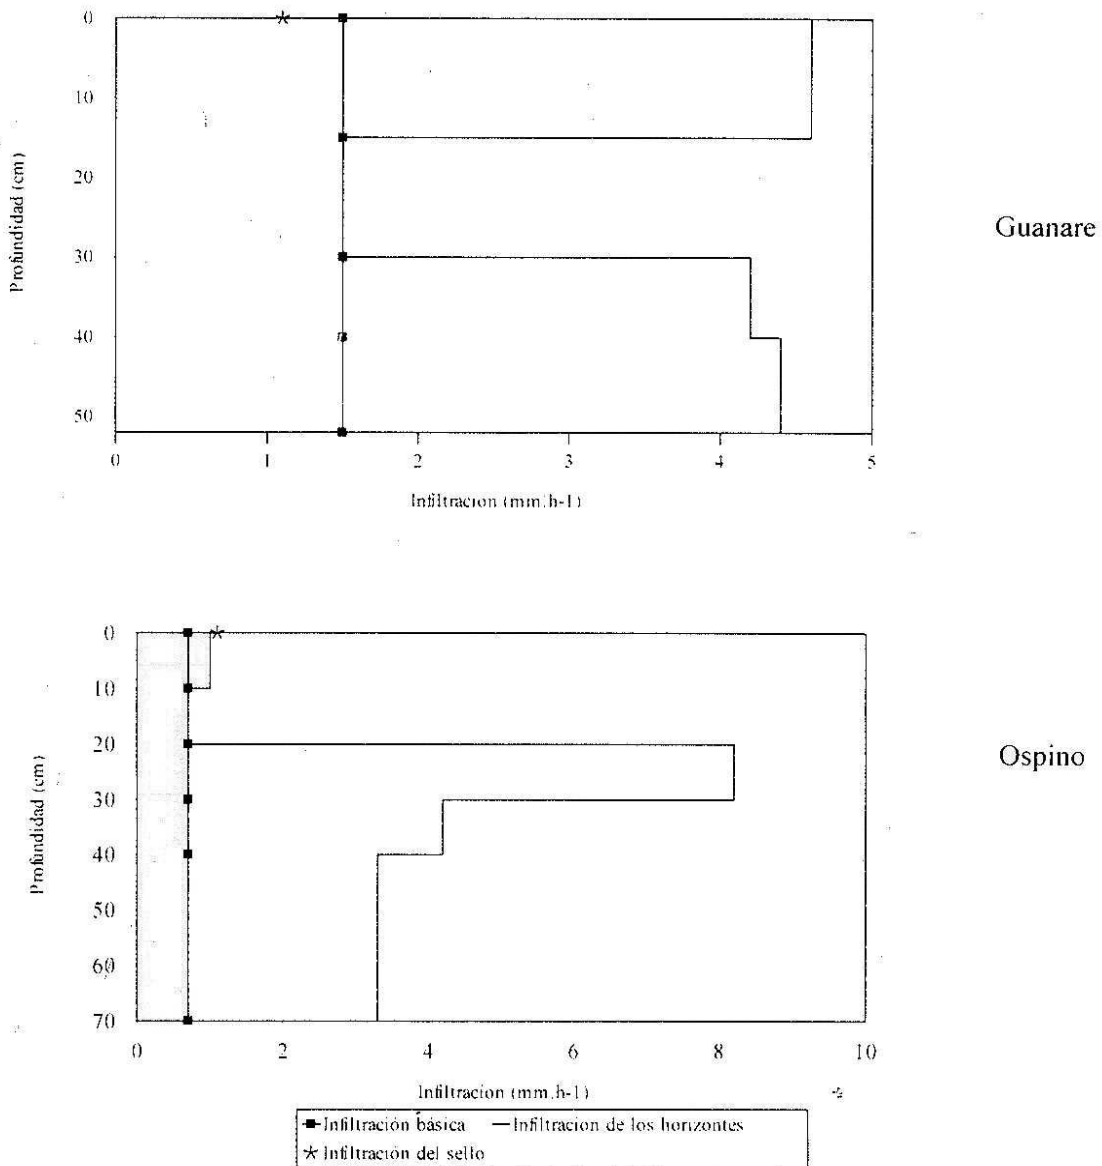 0
10
20
30
40
50
Profundidad (cm)
0 1 2 3 4 5
Infiltracion (mm.h-1)
Guanare
0
10
20
30
40
50
60
70
Profundidad (cm)
0 2 4 6 8 10
Infiltracion (mm.h-1)
Ospino
Infiltración básica Infiltracion de los horizontes
Infiltración del sello